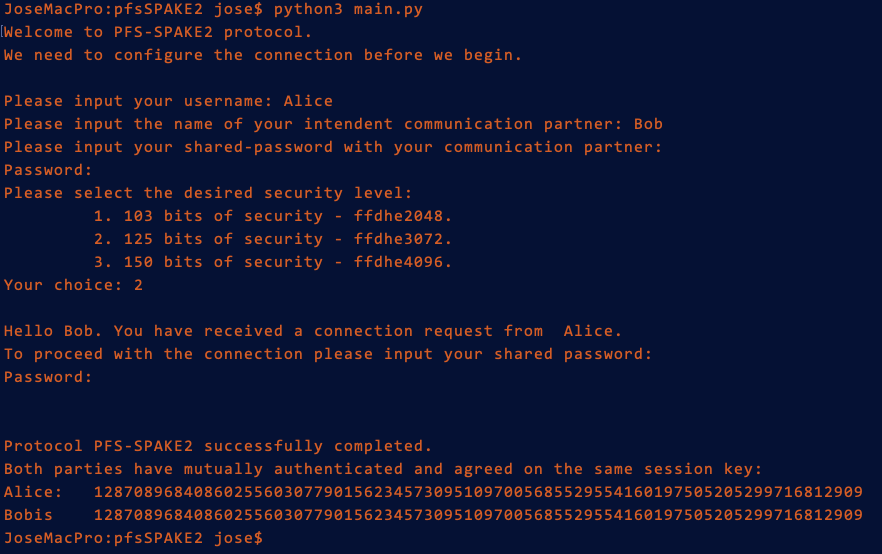 JoseMacPro:pfsSPAKE2 jose$ python3 main.py
Welcome to PFS-SPAKE2 protocol.
We need to configure the connection before we begin.
Please input your username: Alice
Please input the name of your intendent communication partner: Bob
Please input your shared-password with your communication partner:
Password:
Please select the desired security level:
1. 103 bits of security - ffdhe2048.
2. 125 bits of security - ffdhe3072.
3. 150 bits of security - ffdhe4096.
Your choice: 2
Hello Bob. You have received a connection request from  Alice.
To proceed with the connection please input your shared password:
Password:
Protocol PFS-SPAKE2 successfully completed.
Both parties have mutually authenticated and agreed on the same session key:
Alice:   12870896840860255603077901562345730951097005685529554160197505205299716812909
Bobis    12870896840860255603077901562345730951097005685529554160197505205299716812909
JoseMacPro:pfsSPAKE2 jose$